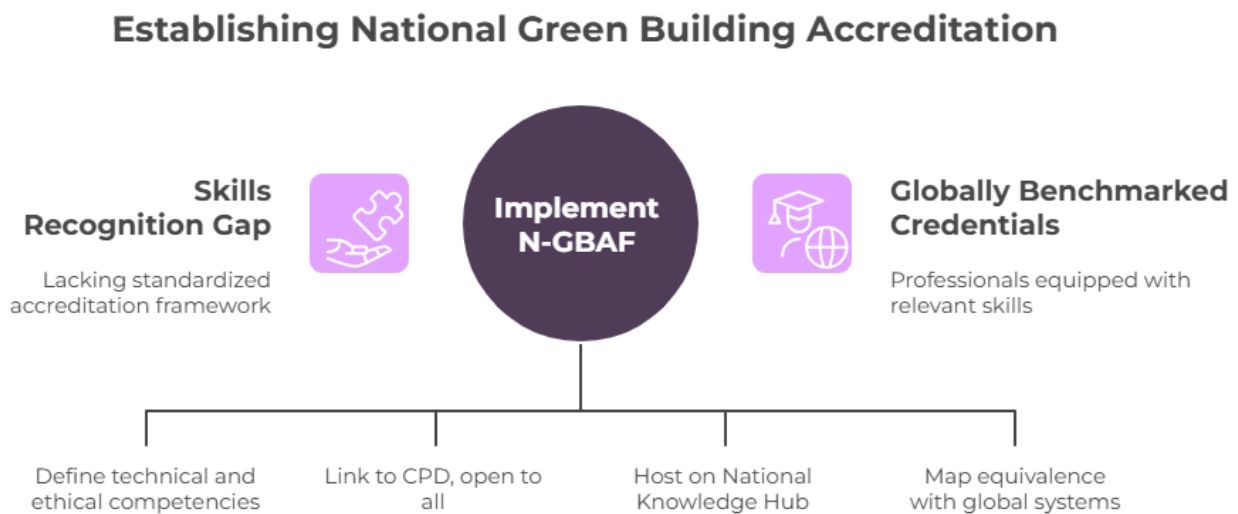 Establishing National Green Building Accreditation
Skills
Recognition Gap
Lacking standardized
accreditation framework
Implement
N-GBAF
Globally Benchmarked
Credentials
Professionals equipped with
relevant skills
Define technical and
ethical competencies
Link to CPD, open to
all
Host on National
Knowledge Hub
Map equivalence
with global systems